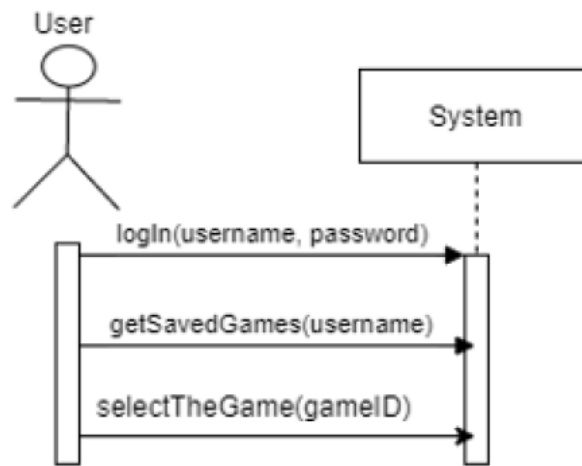 User
System
logIn(username, password)
getSavedGames(username)
selectTheGame(gameID)